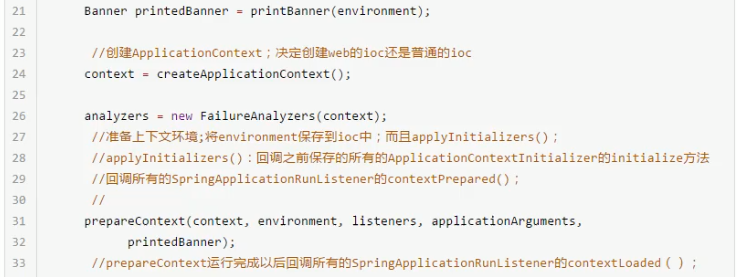 21 Banner printedBanner = printBanner(environment);
22
23 //创建ApplicationContext；决定创建web的ioc还是普通的ioc
24 context = createApplicationContext();
25
26 analyzers = new FailureAnalyzers(context);
27 //准备上下文环境;将environment保存到ioc中；而且applyInitializers()；
28 //applyInitializers()：回调之前保存的所有的ApplicationContextInitializer的initialize方法
29 //回调所有的SpringApplicationRunListener的contextPrepared()；
30 //
31 prepareContext(context, environment, listeners, applicationArguments,
32 printedBanner);
33 //prepareContext运行完成以后回调所有的SpringApplicationRunListener的contextLoaded（）；